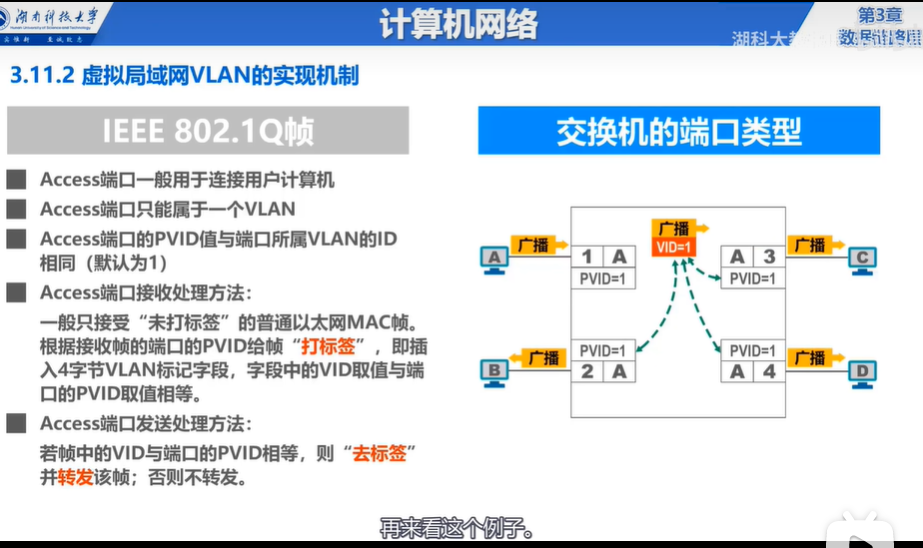 湖南科技大学
Hunan University of Science and Technology
计算机网络
第3章
湖科大教
数据链路层
3.11.2 虚拟局域网VLAN的实现机制
IEEE 802.1Q帧
Access端口一般用于连接用户计算机
Access端口只能属于一个VLAN
Access端口的PVID值与端口所属VLAN的ID
相同（默认为1）
Access端口接收处理方法：
一般只接受“未打标签”的普通以太网MAC帧。
根据接收帧的端口的PVID给帧“打标签”，即插
入4字节VLAN标记字段，字段中的VID取值与端
口的PVID取值相等。
Access端口发送处理方法：
若帧中的VID与端口的PVID相等，则“去标签”
并转发该帧；否则不转发。
交换机的端口类型
广播
VID=1
A
广播
1 A
PVID=1
A 3
PVID=1
广播
C
B
广播
PVID=1
2 A
PVID=1
A 4
广播
D
再来看这个例子。